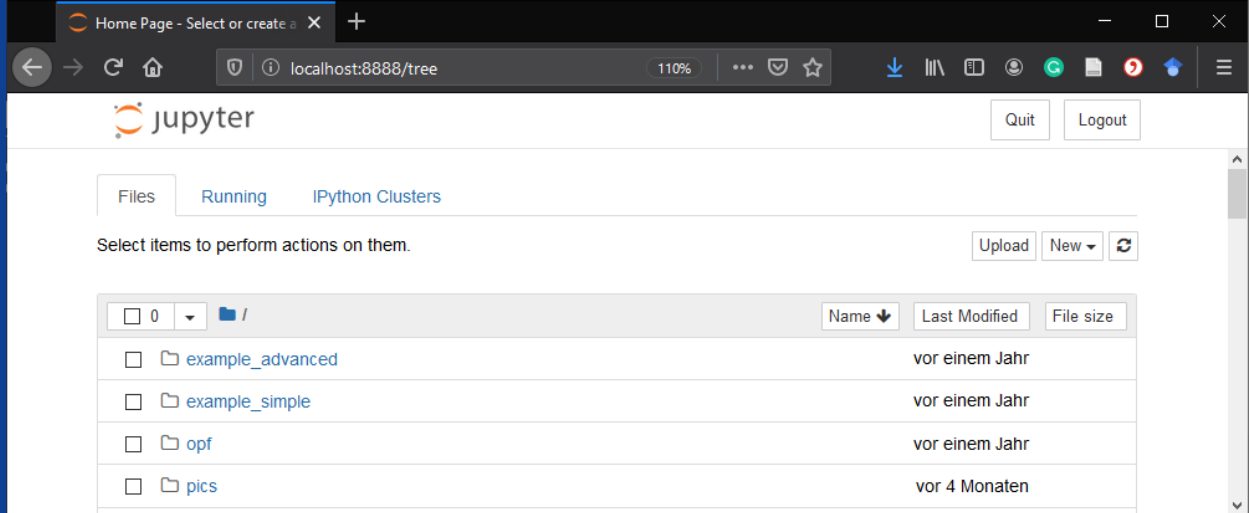 Home Page - Select or create a
localhost:8888/tree 110%
jupyter Quit Logout
Files Running IPython Clusters
Select items to perform actions on them. Upload New
0 / Name Last Modified File size
example_advanced vor einem Jahr
example_simple vor einem Jahr
opf vor einem Jahr
pics vor 4 Monaten